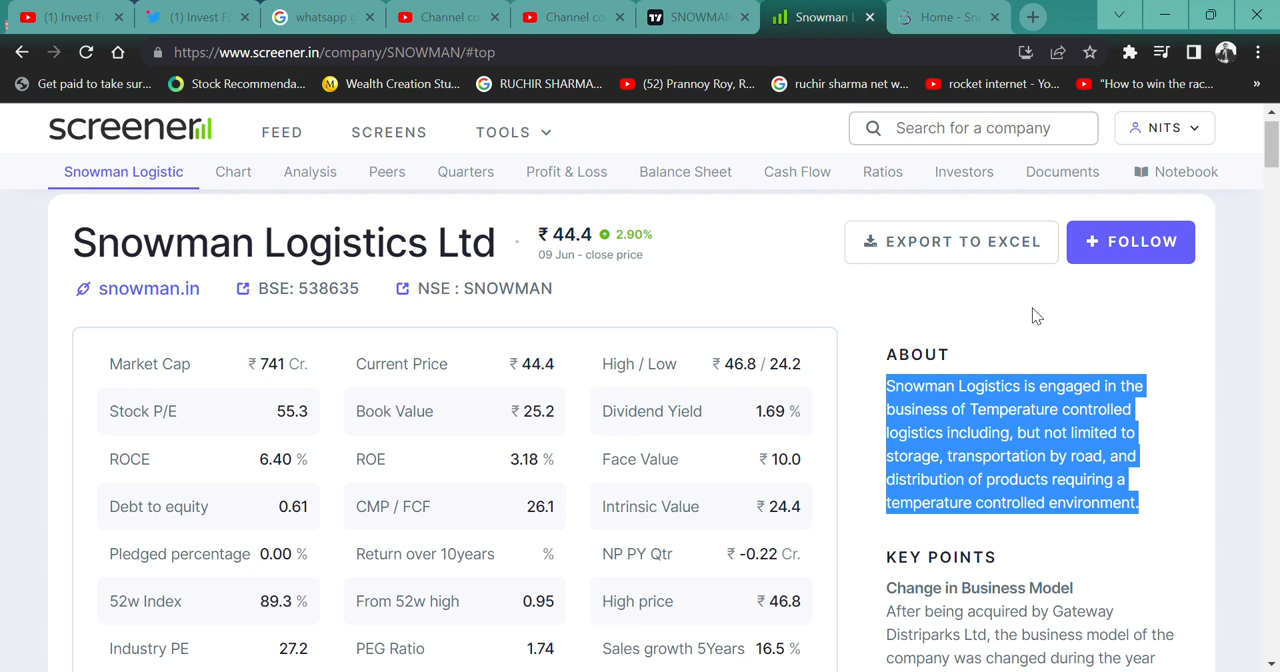 (1) Invest F
(1) Invest F
whatsapp g
Channel co
Channel co
SNOWMAN
Snowman L
Home - Sn
https://www.screener.in/company/SNOWMAN/#top
Get paid to take sur...
Stock Recommenda...
Wealth Creation Stu...
RUCHIR SHARMA...
(52) Prannoy Roy, R...
ruchir sharma net w...
rocket internet - Yo...
"How to win the rac...
»
screener
FEED
SCREENS
TOOLS
Search for a company
NITS
Snowman Logistic
Chart
Analysis
Peers
Quarters
Profit & Loss
Balance Sheet
Cash Flow
Ratios
Investors
Documents
Notebook
Snowman Logistics Ltd
₹ 44.4 2.90%
09 Jun - close price
EXPORT TO EXCEL
+ FOLLOW
snowman.in
BSE: 538635
NSE : SNOWMAN
Market Cap ₹ 741 Cr.
Current Price ₹ 44.4
High / Low ₹ 46.8 / 24.2
Stock P/E 55.3
Book Value ₹ 25.2
Dividend Yield 1.69 %
ROCE 6.40 %
ROE 3.18 %
Face Value ₹ 10.0
Debt to equity 0.61
CMP / FCF 26.1
Intrinsic Value ₹ 24.4
Pledged percentage 0.00 %
Return over 10years %
NP PY Qtr ₹ -0.22 Cr.
52w Index 89.3 %
From 52w high 0.95
High price ₹ 46.8
Industry PE 27.2
PEG Ratio 1.74
Sales growth 5Years 16.5 %
ABOUT
Snowman Logistics is engaged in the
business of Temperature controlled
logistics including, but not limited to
storage, transportation by road, and
distribution of products requiring a
temperature controlled environment.
KEY POINTS
Change in Business Model
After being acquired by Gateway
Distriparks Ltd, the business model of the
company was changed during the year